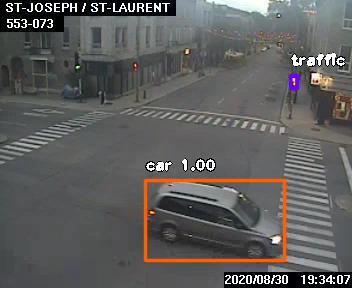 ST-JOSEPH / ST-LAURENT
553-073
traffic
1
car 1.00
2020/08/30 19:34:07